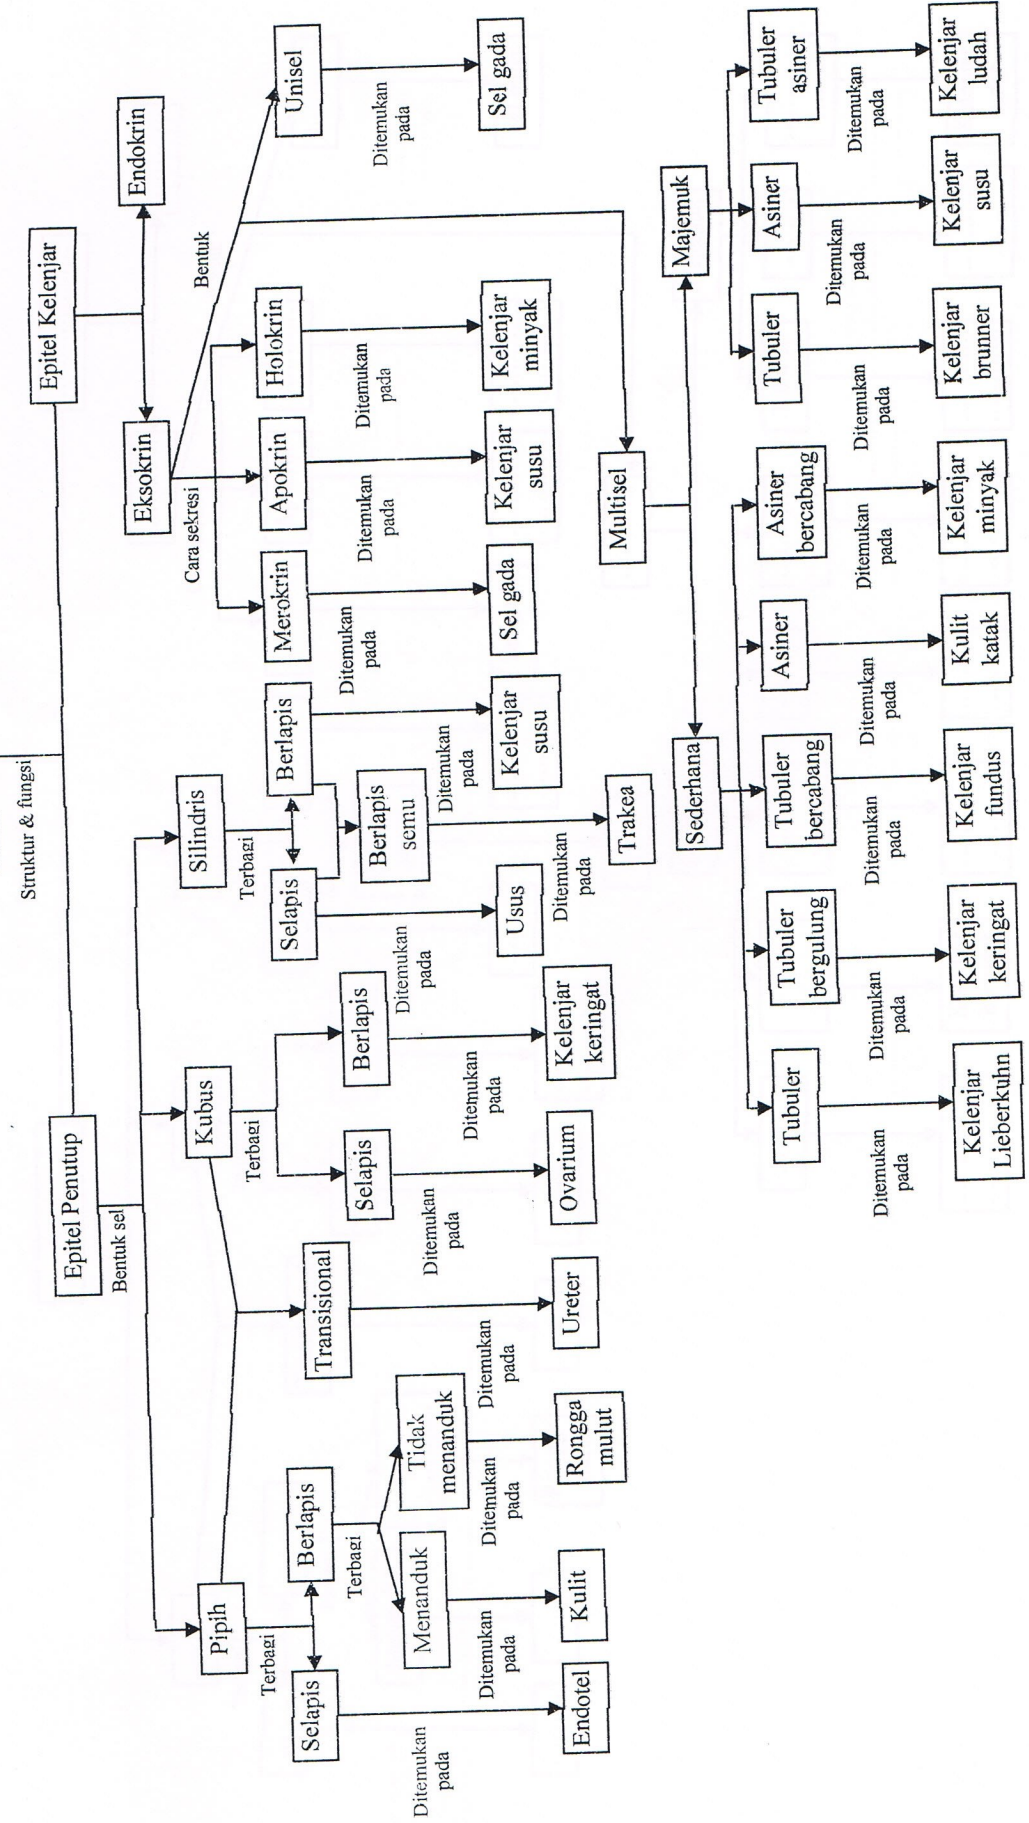 Struktur & fungsi
Epitel Penutup
Epitel Kelenjar
Bentuk sel
Eksokrin
Endokrin
Pipih
Kubus
Silindris
Cara sekresi
Bentuk
Terbagi
Terbagi
Terbagi
Selapis
Berlapis
Transisional
Selapis
Berlapis
Selapis
Berlapis
Berlapis
semu
Merokrin
Apokrin
Holokrin
Unisel
Terbagi
Menanduk
Tidak
menanduk
Ditemukan
pada
Ditemukan
pada
Ditemukan
pada
Ditemukan
pada
Ditemukan
pada
Ditemukan
pada
Ditemukan
pada
Ditemukan
pada
Ditemukan
pada
Ditemukan
pada
Ditemukan
pada
Ditemukan
pada
Ditemukan
pada
Endotel
Kulit
Rongga
mulut
Ureter
Ovarium
Kelenjar
keringat
Usus
Trakea
Kelenjar
susu
Sel gada
Kelenjar
susu
Kelenjar
minyak
Sel gada
Multisel
Sederhana
Majemuk
Tubuler
Tubuler
bergulung
Tubuler
bercabang
Asiner
Asiner
bercabang
Tubuler
Asiner
Tubuler
asiner
Ditemukan
pada
Ditemukan
pada
Ditemukan
pada
Ditemukan
pada
Ditemukan
pada
Ditemukan
pada
Ditemukan
pada
Ditemukan
pada
Kelenjar
Lieberkuhn
Kelenjar
keringat
Kelenjar
fundus
Kulit
katak
Kelenjar
minyak
Kelenjar
brunner
Kelenjar
susu
Kelenjar
ludah